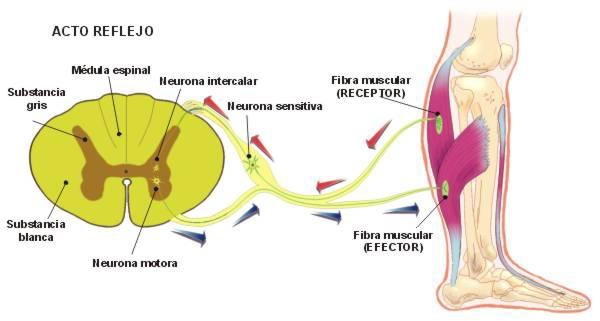 ACTO REFLEJO
Médula espinal
Neurona intercalar
Substancia
gris
Neurona sensitiva
Fibra muscular
(RECEPTOR)
Substancia
blanca
Neurona motora
Fibra muscular
(EFECTOR)